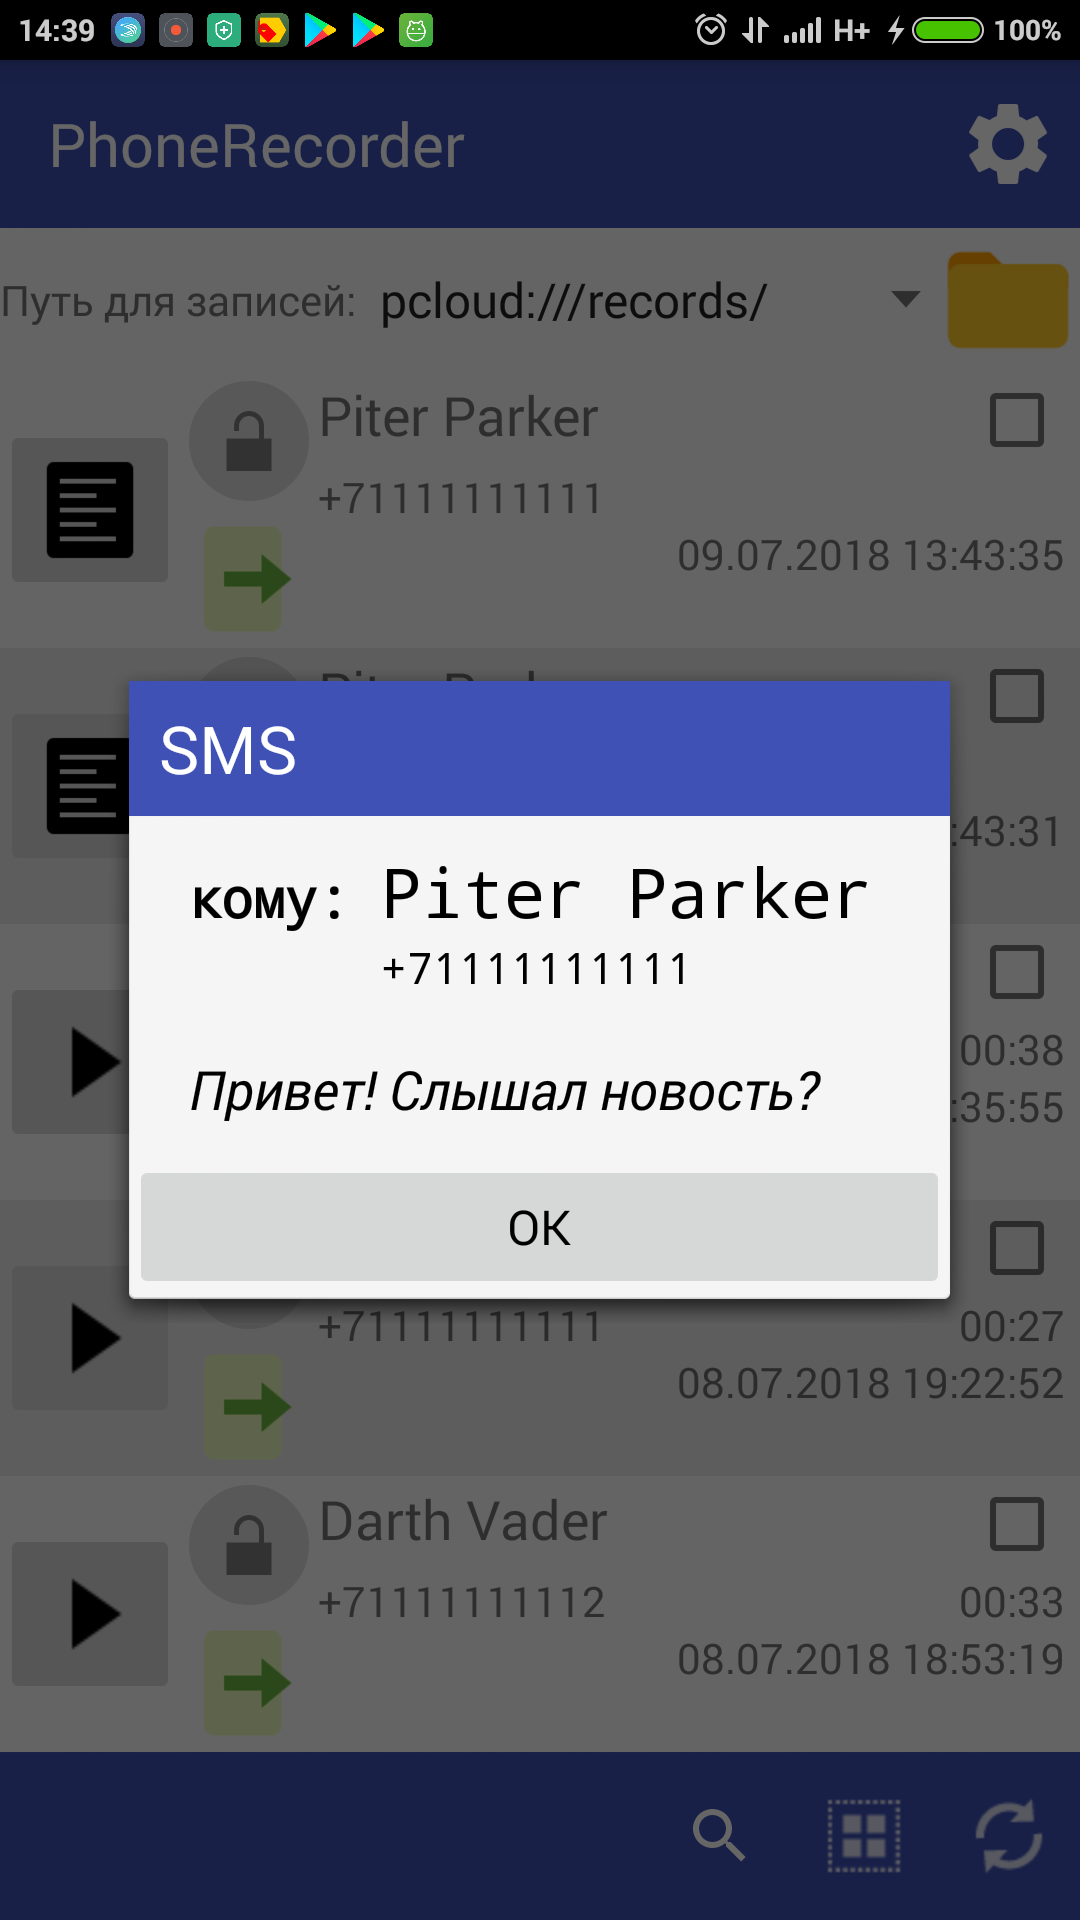 14:39 H+ 100%
PhoneRecorder
Путь для записей: pcloud:///records/
Piter Parker
+71111111111
09.07.2018 13:43:35
SMS
:43:31
кому: Piter Parker
+71111111111
00:38
Привет! Слышал новость?
:35:55
OK
+71111111111 00:27
08.07.2018 19:22:52
Darth Vader
+71111111112 00:33
08.07.2018 18:53:19